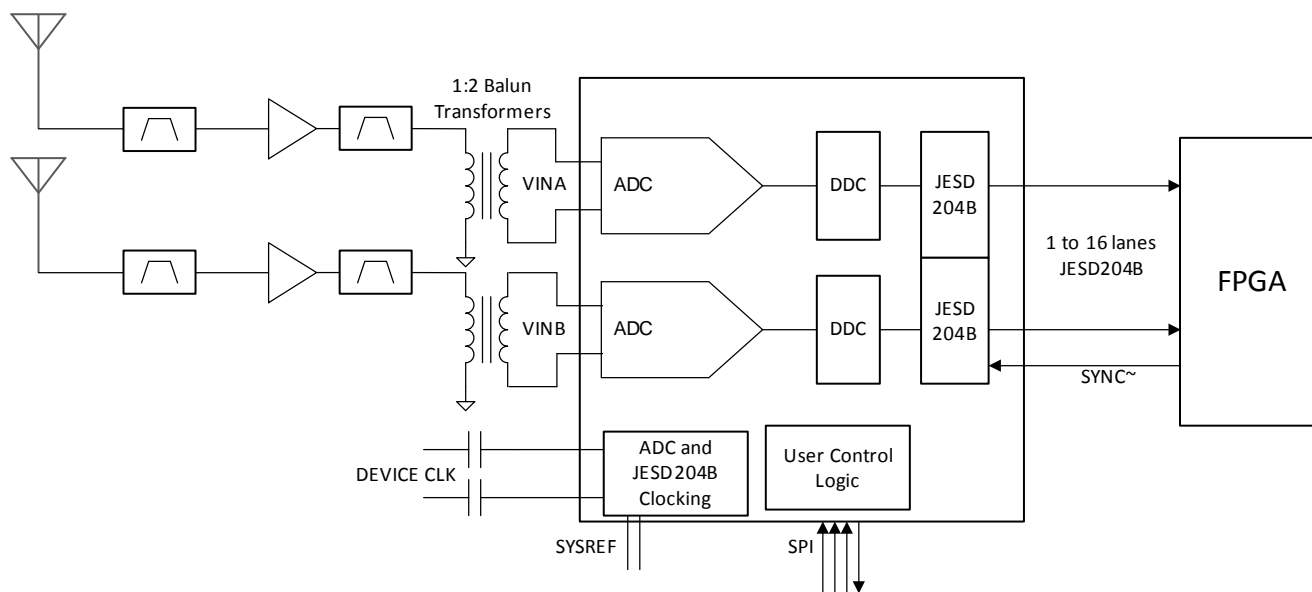 1:2 Balun
Transformers
VINA
ADC
DDC
JESD
204B
1 to 16 lanes
JESD204B
FPGA
VINB
ADC
DDC
JESD
204B
SYNC~
DEVICE CLK
ADC and
JESD204B
Clocking
User Control
Logic
SYSREF
SPI